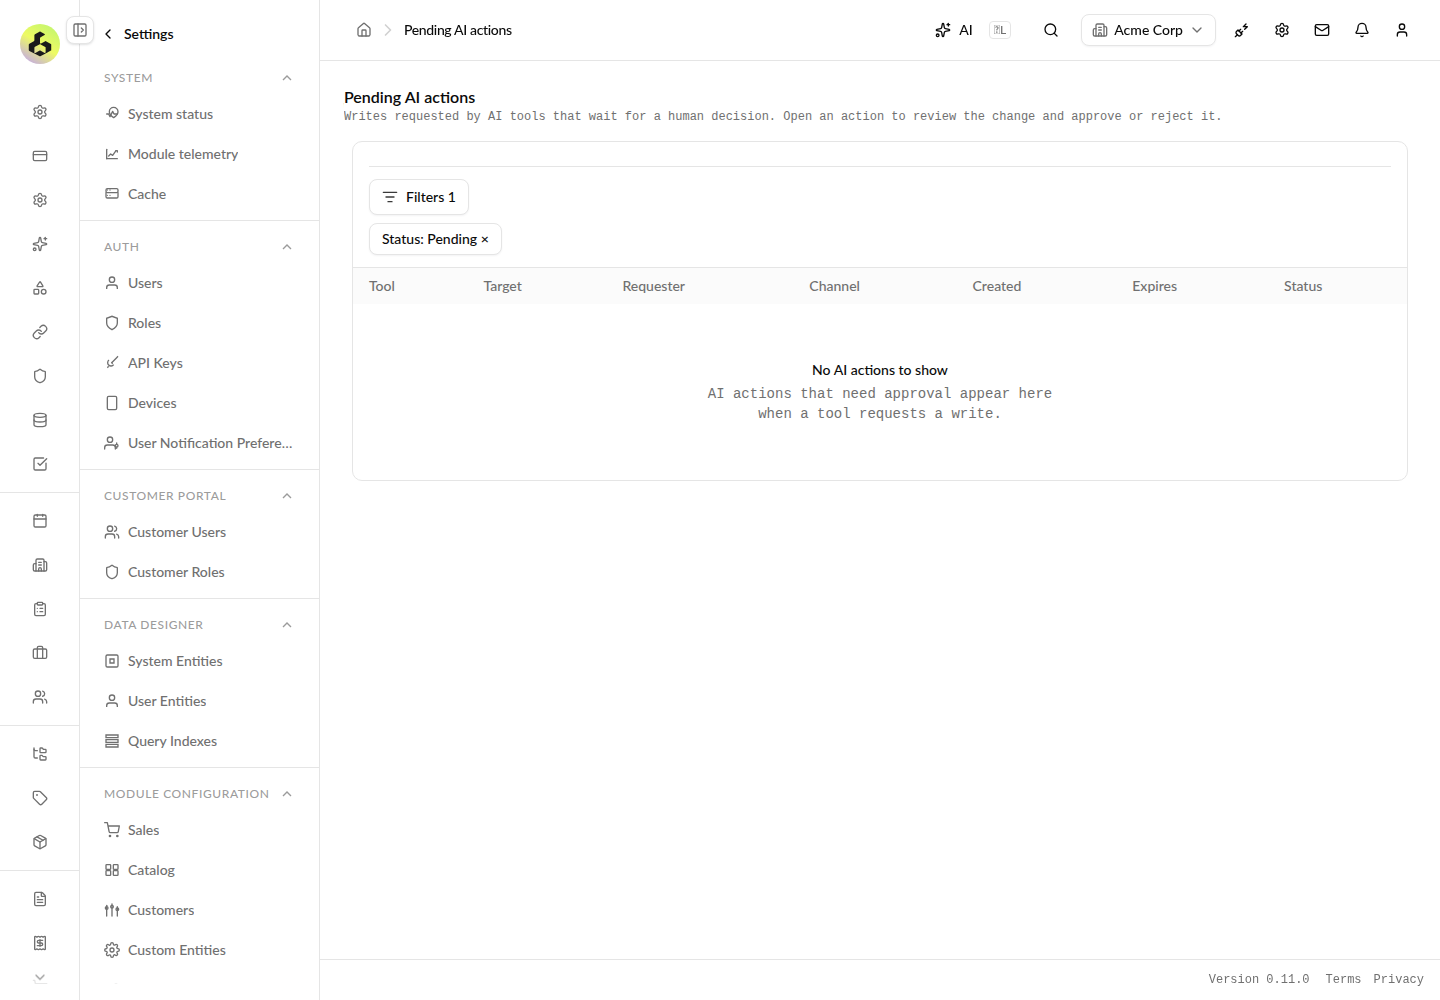 Settings
SYSTEM
System status
Module telemetry
Cache
AUTH
Users
Roles
API Keys
Devices
User Notification Prefere...
CUSTOMER PORTAL
Customer Users
Customer Roles
DATA DESIGNER
System Entities
User Entities
Query Indexes
MODULE CONFIGURATION
Sales
Catalog
Customers
Custom Entities
Pending AI actions
AI
L
Acme Corp
Pending AI actions
Writes requested by AI tools that wait for a human decision. Open an action to review the change and approve or reject it.
Filters 1
Status: Pending ×
Tool Target Requester Channel Created Expires Status
No AI actions to show
AI actions that need approval appear here
when a tool requests a write.
Version 0.11.0 Terms Privacy